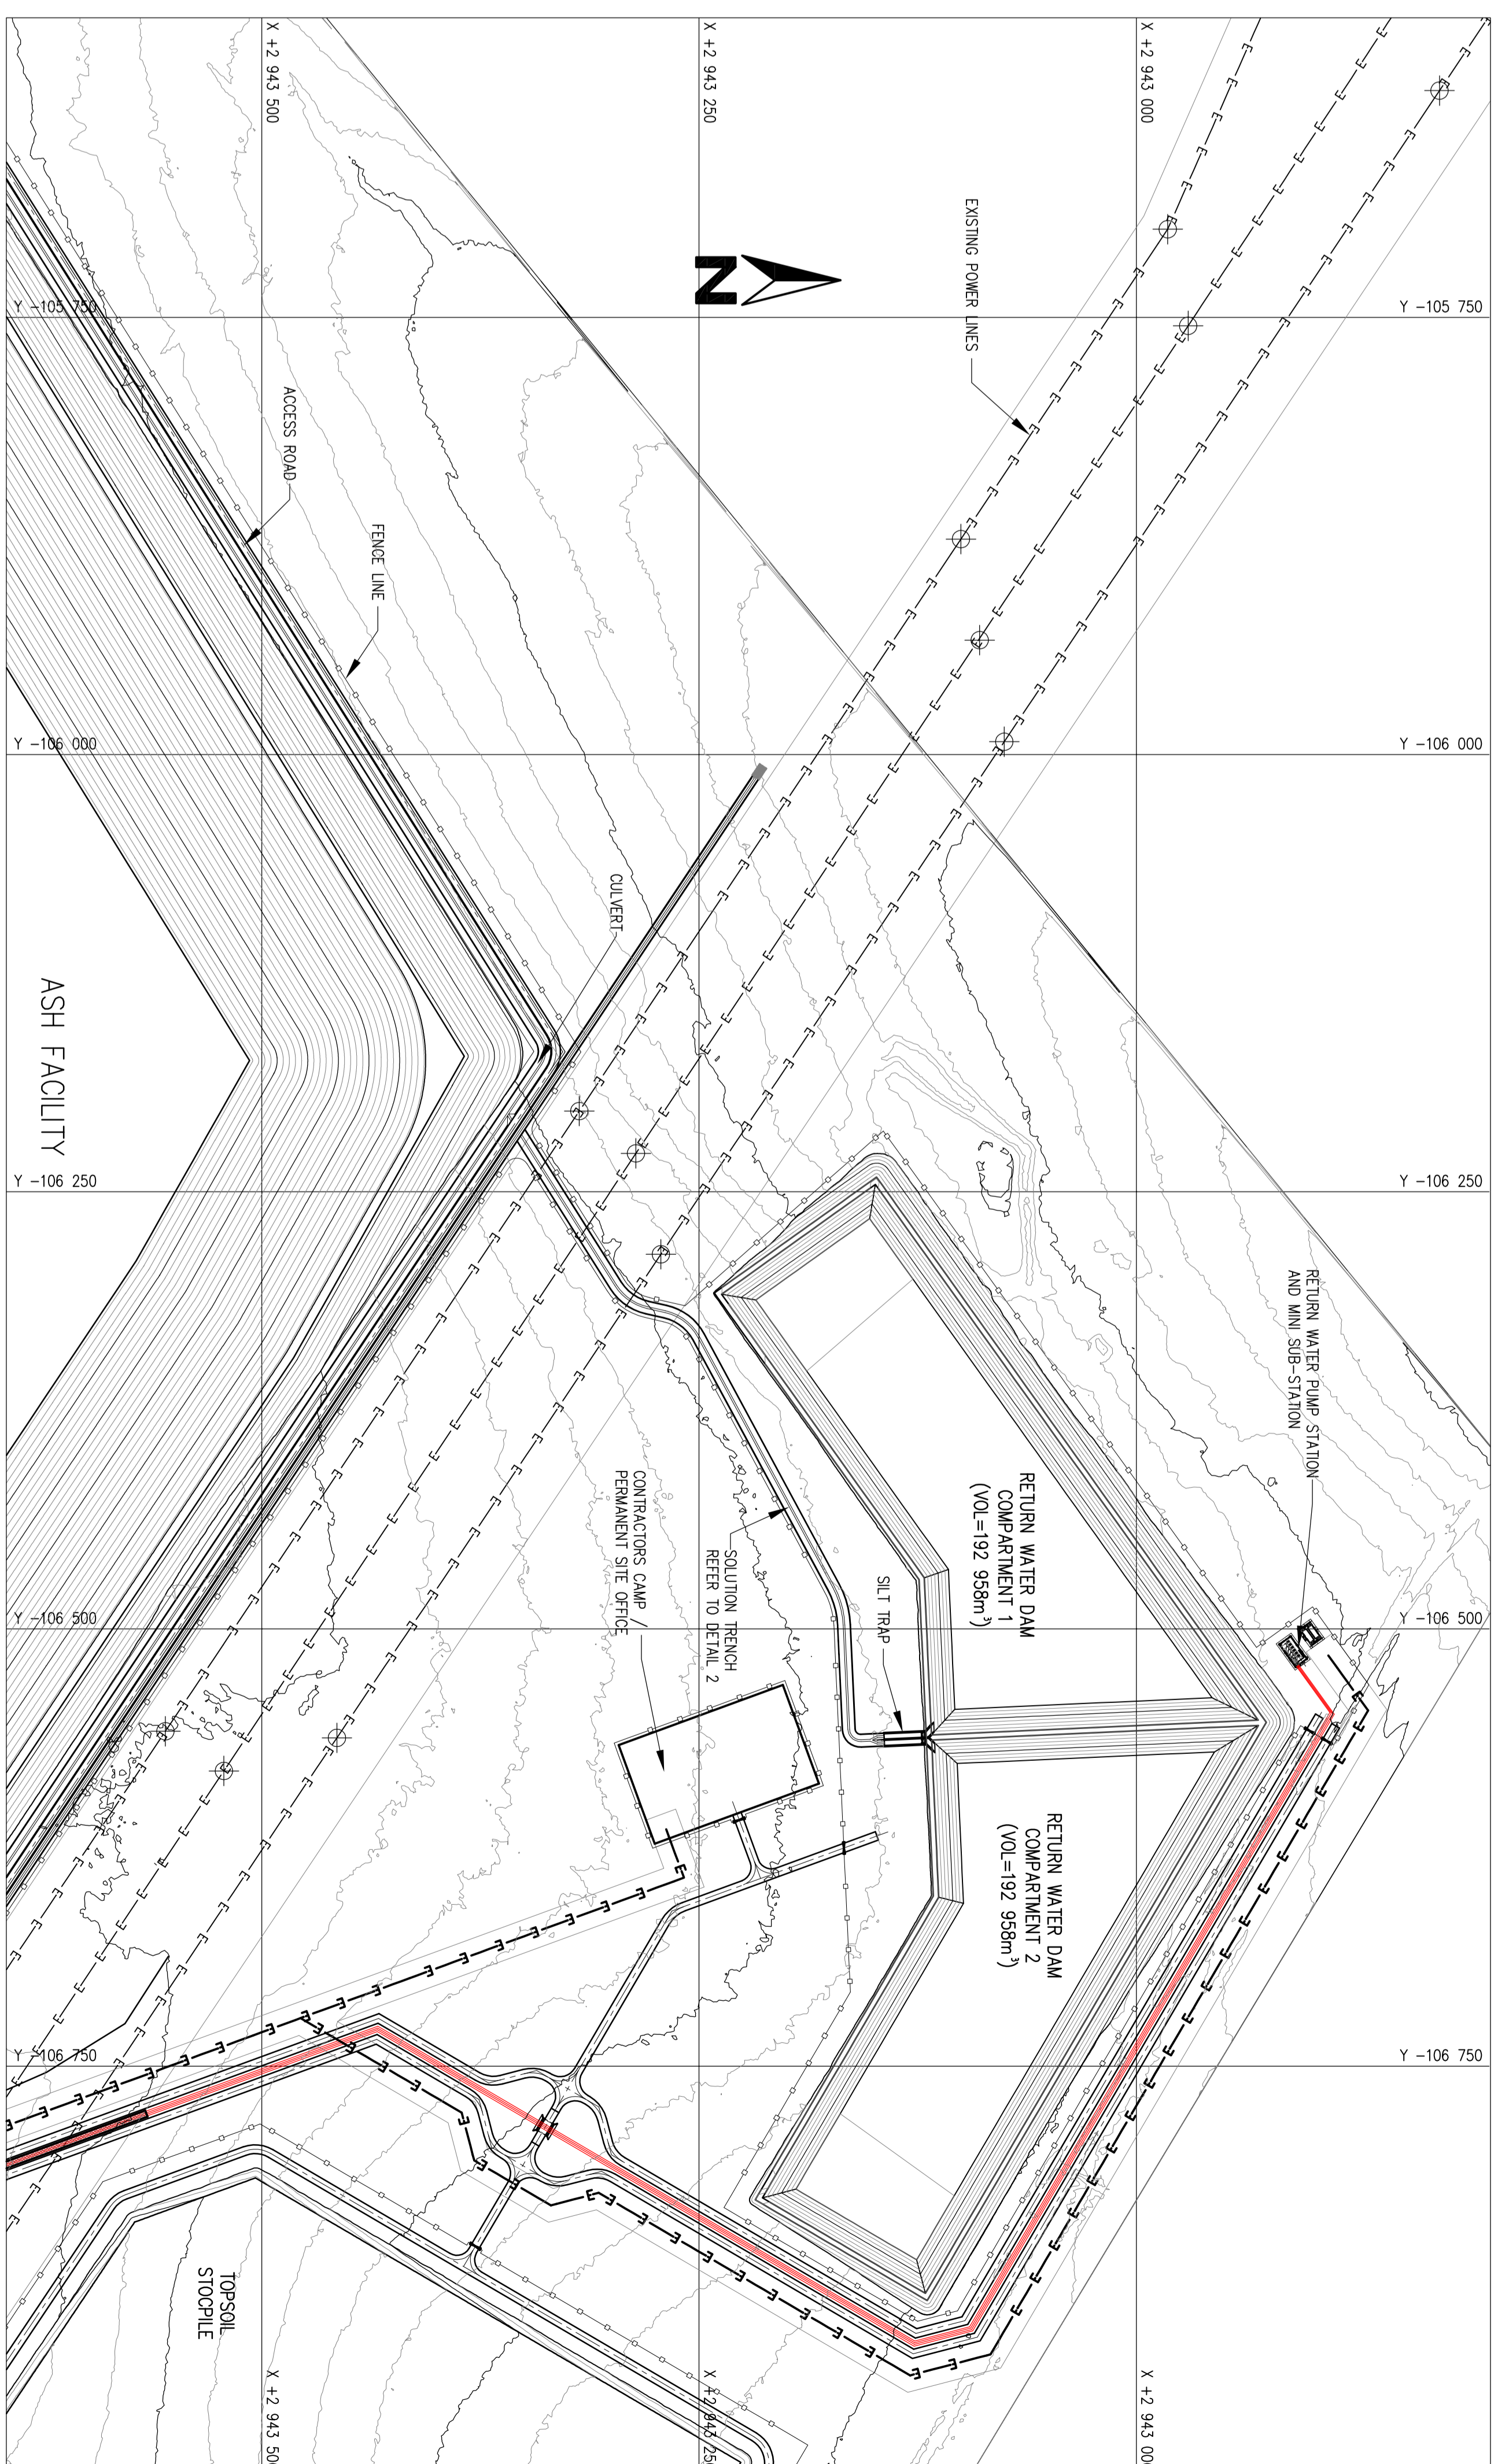 X +2 943 500
X +2 943 250
X +2 943 000
Y -105 750
Y -105 750
EXISTING POWER LINES
N
ACCESS ROAD
FENCE LINE
Y -106 000
Y -106 000
CULVERT
ASH FACILITY
Y -106 250
Y -106 250
RETURN WATER PUMP STATION
AND MINI SUB-STATION
RETURN WATER DAM
COMPARTMENT 1
(VOL=192 958m³)
SOLUTION TRENCH
REFER TO DETAIL 2
CONTRACTORS CAMP /
PERMANENT SITE OFFICE
SILT TRAP
Y -106 500
Y -106 500
RETURN WATER DAM
COMPARTMENT 2
(VOL=192 958m³)
Y -106 750
Y -106 750
TOPSOIL
STOCPILE
X +2 943 50
X +2 943 25
X +2 943 00